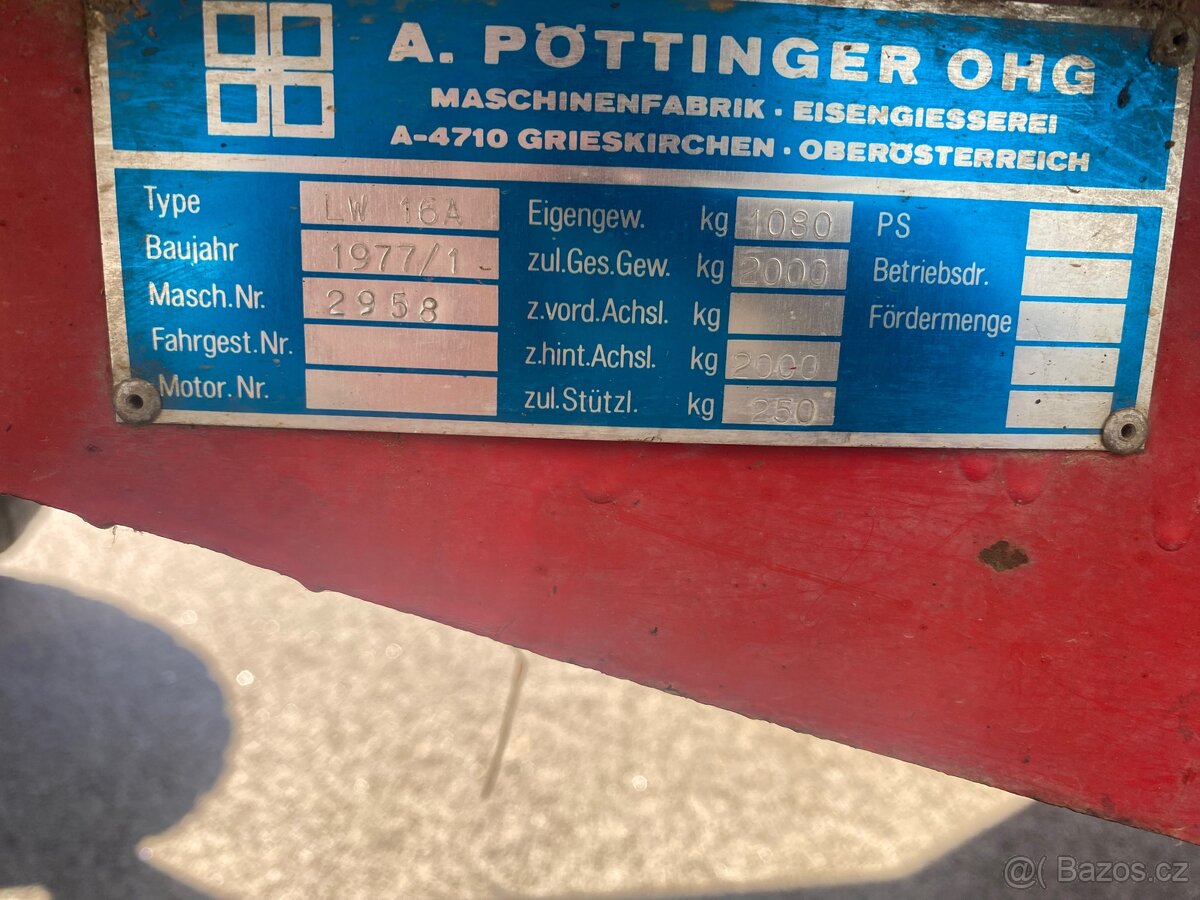 A. PÖTTINGER OHG
MASCHINENFABRIK · EISENGIESSEREI
A-4710 GRIESKIRCHEN · OBERÖSTERREICH
Type LW 16A
Baujahr 1977/1
Masch.Nr. 2958
Fahrgest.Nr.
Motor.Nr.
Eigengew. kg 1080
zul.Ges.Gew. kg 2000
z.vord.Achsl. kg
z.hint.Achsl. kg 2000
zul.Stützl. kg 250
PS
Betriebsdr.
Fördermenge
@( Bazos.cz